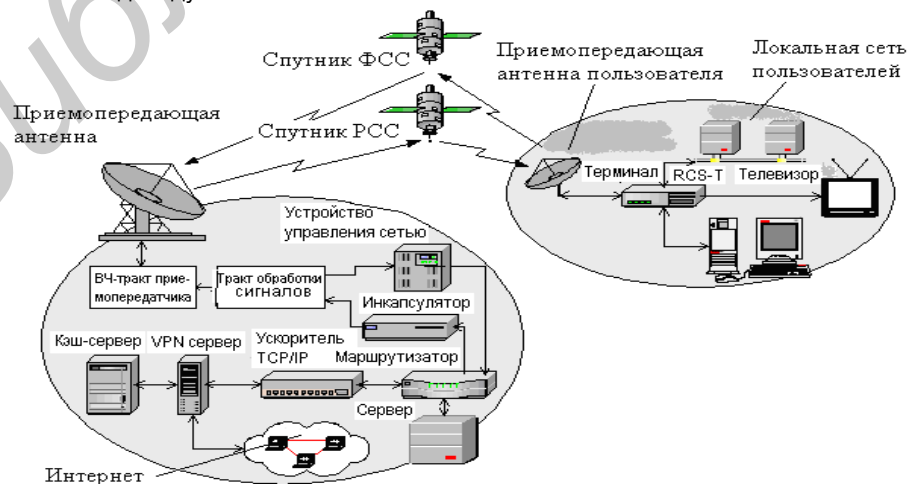 Спутник ФСС
Приемопередающая
антенна пользователя
Локальная сеть
пользователей
Приемопередающая
антенна
Спутник РСС
Терминал
RCS-T
Телевизор
Устройство
управления сетью
ВЧ-тракт прие-
мопередатчика
Тракт обработки
сигналов
Инкапсулятор
Кэш-сервер
VPN сервер
Ускоритель
TCP/IP
Маршрутизатор
Сервер
Интернет